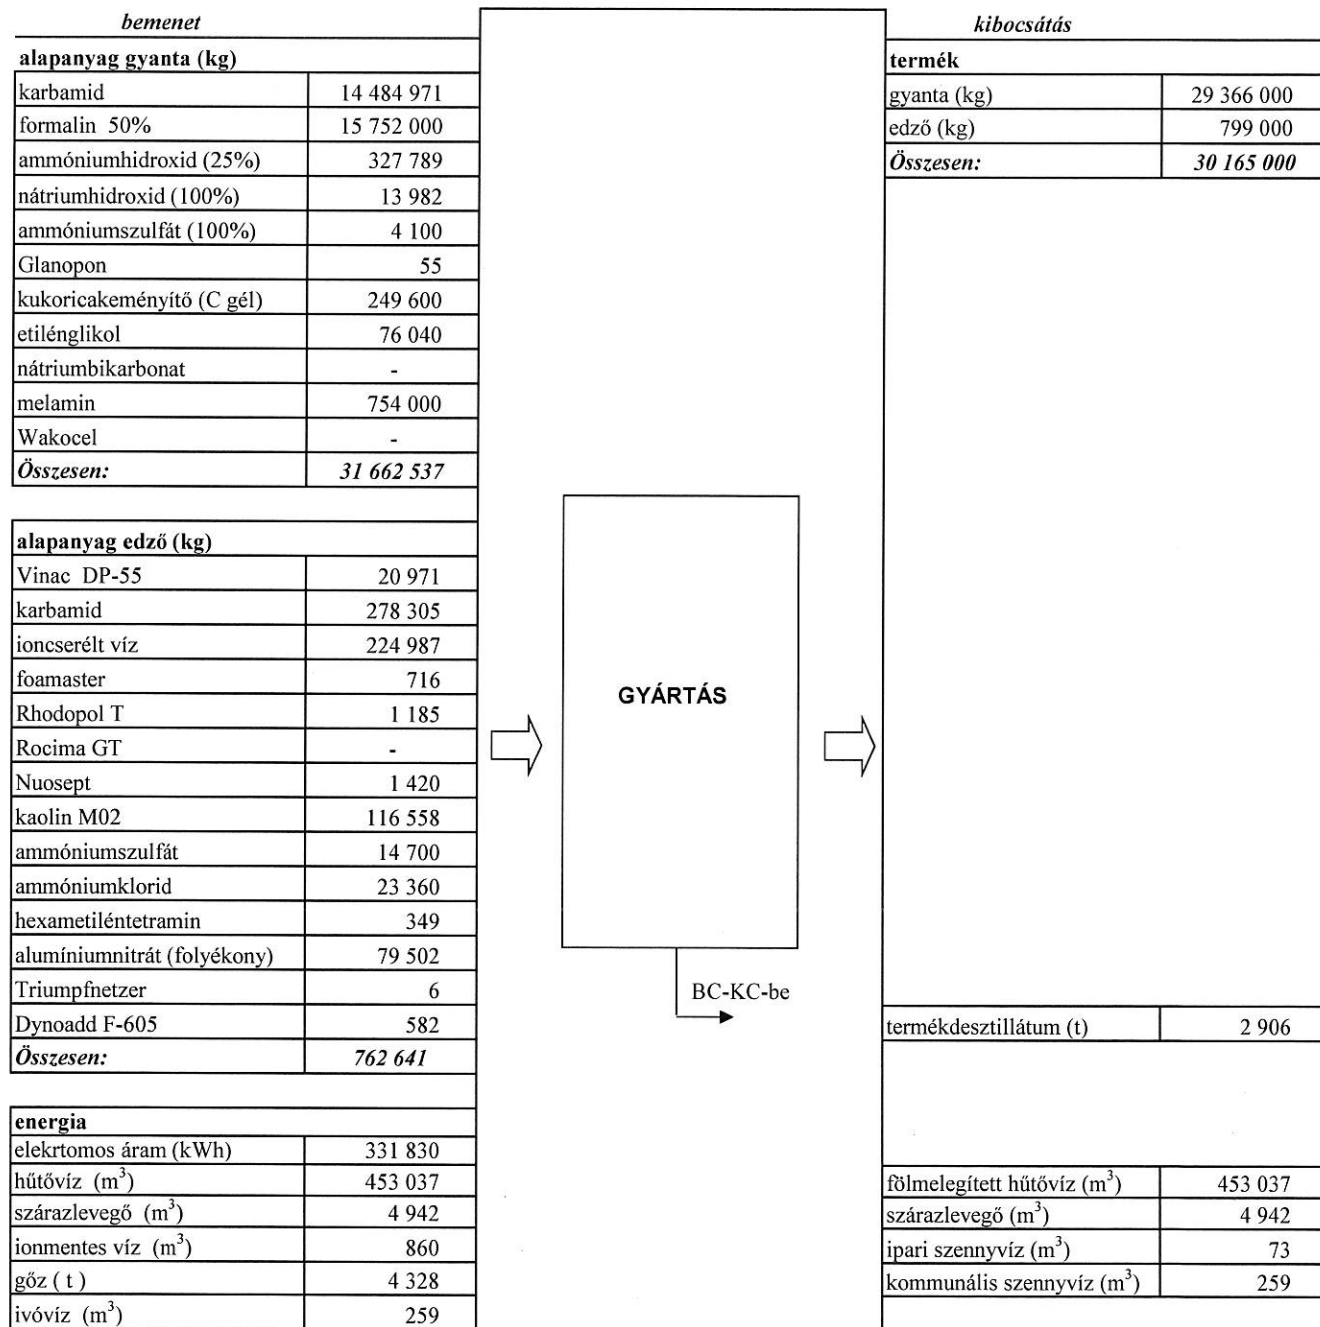 bemenet
alapanyag gyanta (kg)
karbamid 14 484 971
formalin 50% 15 752 000
ammóniumhidroxid (25%) 327 789
nátriumhidroxid (100%) 13 982
ammóniumszulfát (100%) 4 100
Glanopon 55
kukoricakeményítő (C gél) 249 600
etilénglikol 76 040
nátriumbikarbonat -
melamin 754 000
Wakocel -
Összesen: 31 662 537
alapanyag edző (kg)
Vinac DP-55 20 971
karbamid 278 305
ioncserélt víz 224 987
foamaster 716
Rhodopol T 1 185
Rocima GT -
Nuosept 1 420
kaolin M02 116 558
ammóniumszulfát 14 700
ammóniumklorid 23 360
hexametiléntetramin 349
alumíniumnitrát (folyékony) 79 502
Triumpfnetzer 6
Dynoadd F-605 582
Összesen: 762 641
energia
elekrtomos áram (kWh) 331 830
hűtővíz (m³) 453 037
szárazlevegő (m³) 4 942
ionmentes víz (m³) 860
gőz ( t ) 4 328
ivóvíz (m³) 259
GYÁRTÁS
BC-KC-be
kibocsátás
termék
gyanta (kg) 29 366 000
edző (kg) 799 000
Összesen: 30 165 000
termékdesztillátum (t) 2 906
fölmelegített hűtővíz (m³) 453 037
szárazlevegő (m³) 4 942
ipari szennyvíz (m³) 73
kommunális szennyvíz (m³) 259